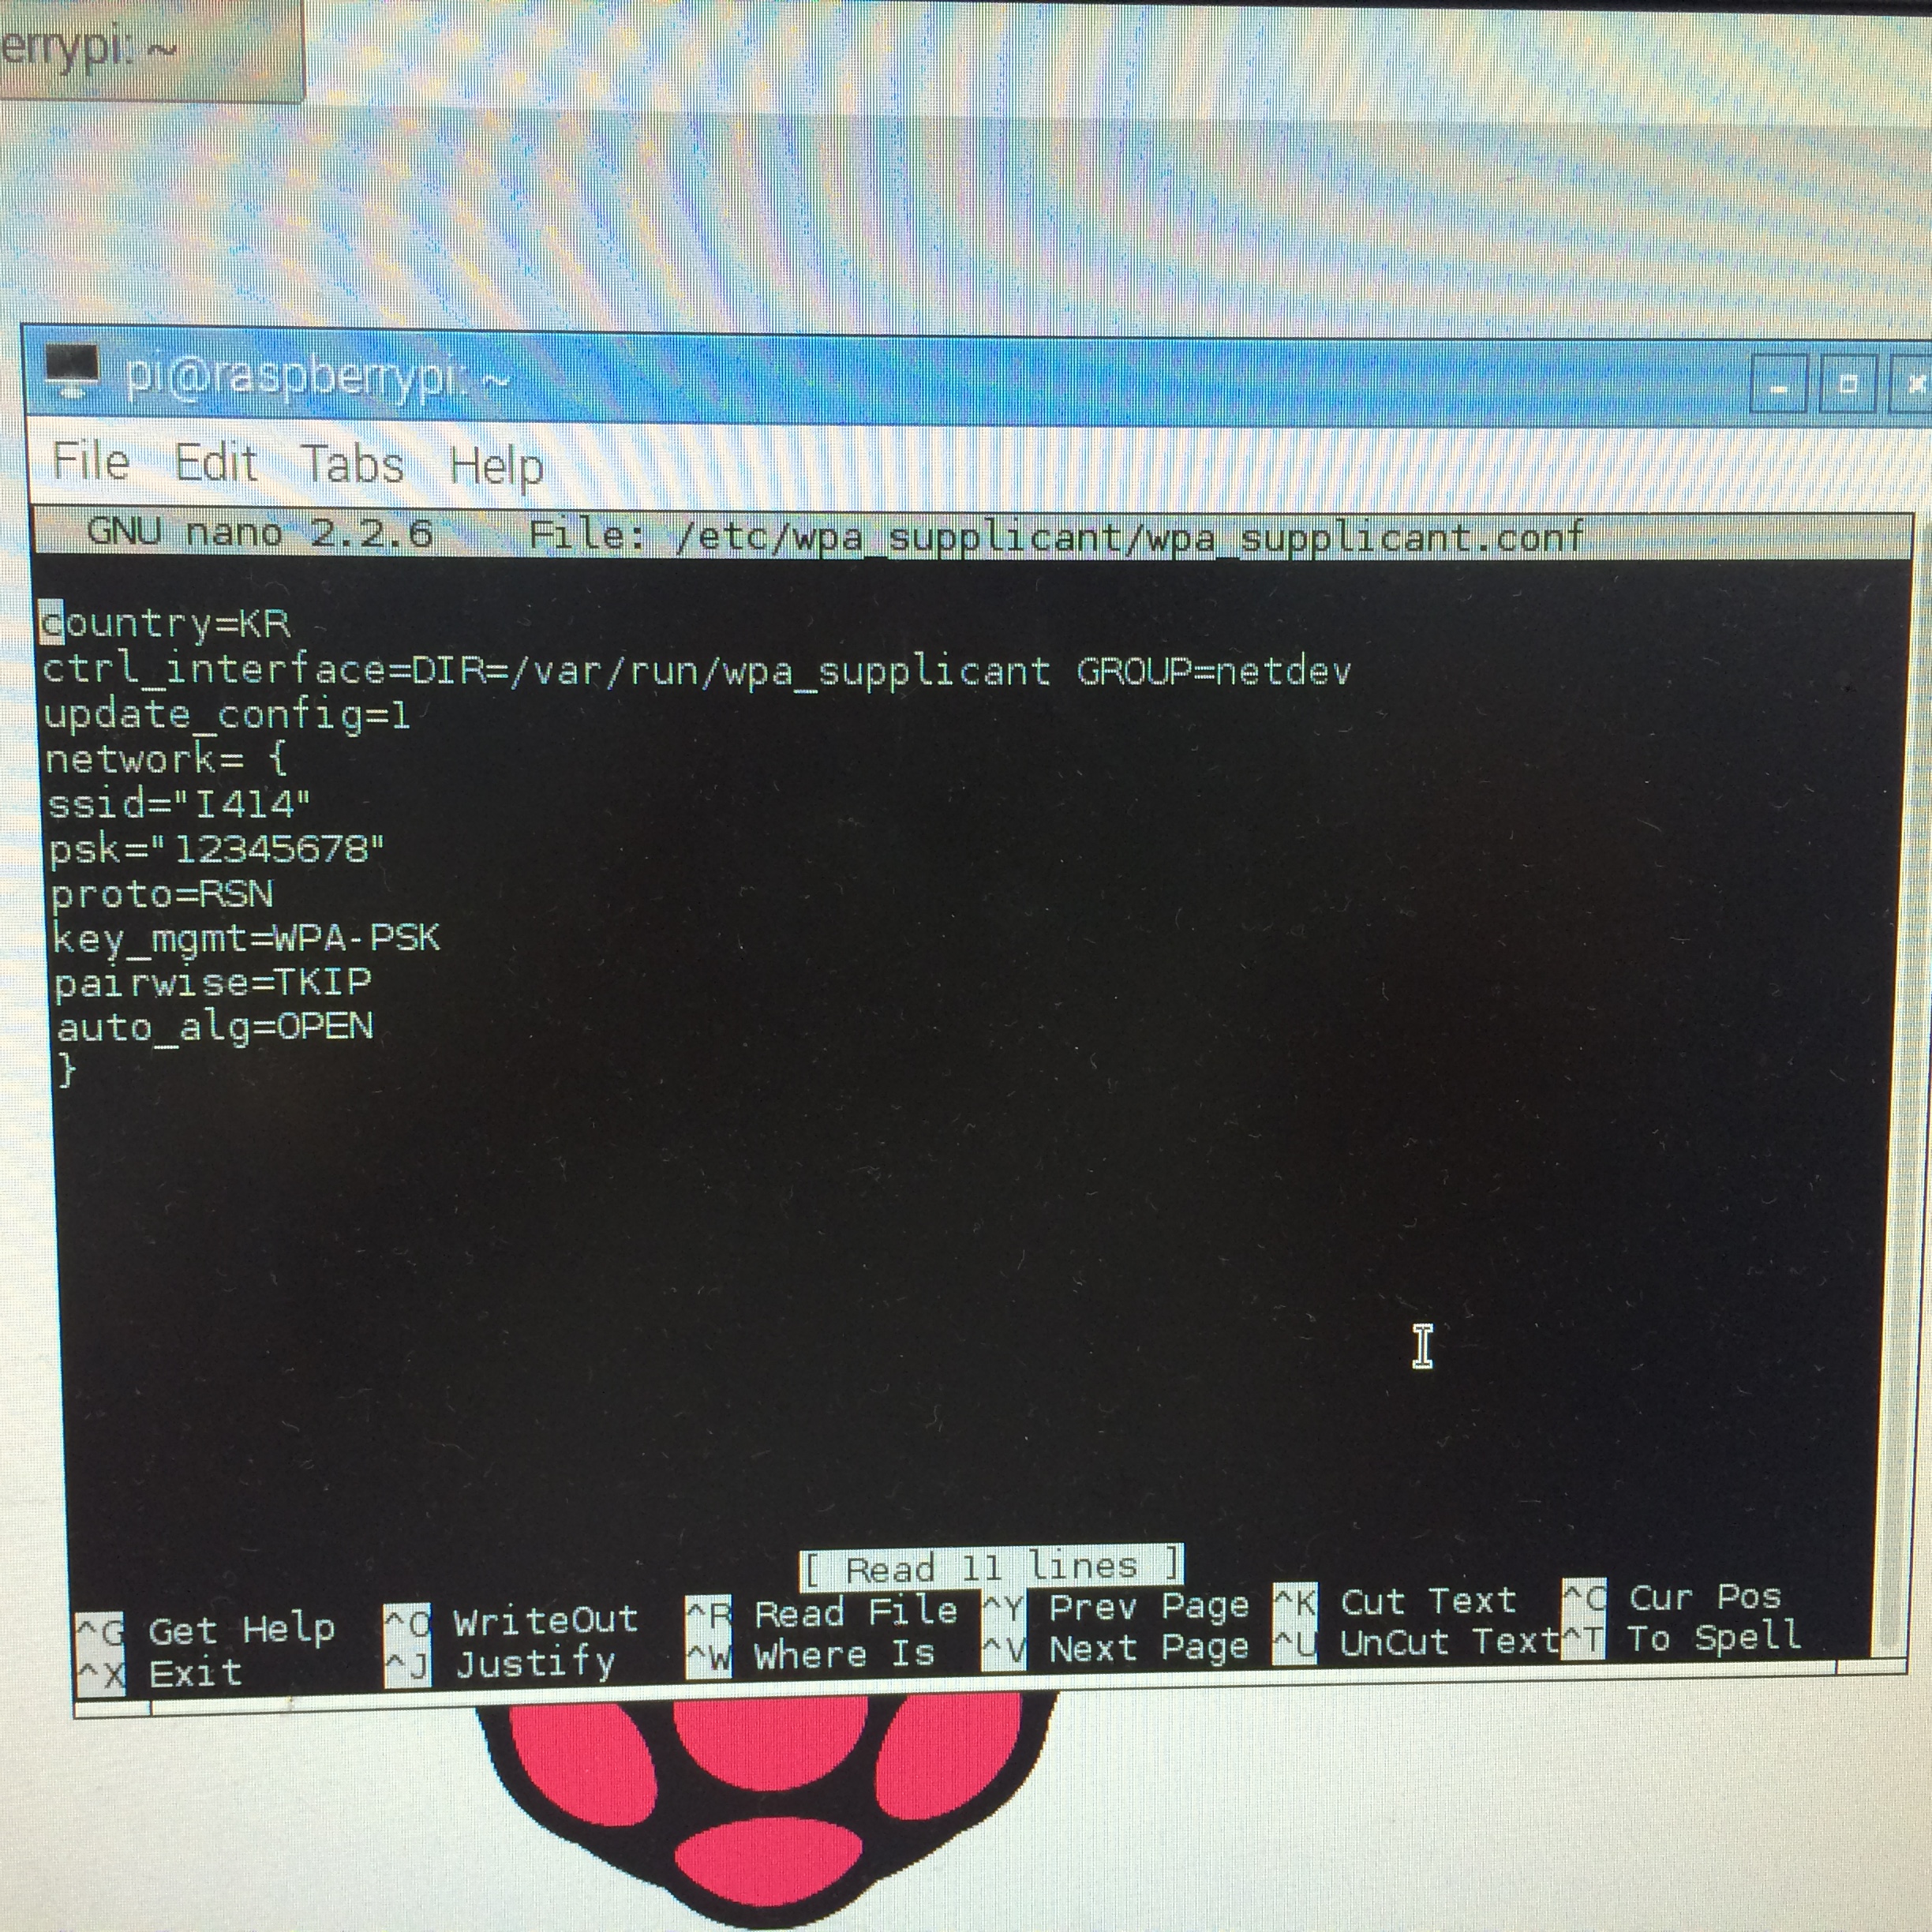 errypi: ~
pi@raspberrypi: ~
File Edit Tabs Help
GNU nano 2.2.6 File: /etc/wpa_supplicant/wpa_supplicant.conf
country=KR
ctrl_interface=DIR=/var/run/wpa_supplicant GROUP=netdev
update_config=1
network= {
ssid="I414"
psk="12345678"
proto=RSN
key_mgmt=WPA-PSK
pairwise=TKIP
auto_alg=OPEN
}
[ Read 11 lines ]
^G Get Help ^O WriteOut ^R Read File ^Y Prev Page ^K Cut Text ^C Cur Pos
^X Exit ^J Justify ^W Where Is ^V Next Page ^U UnCut Text ^T To Spell